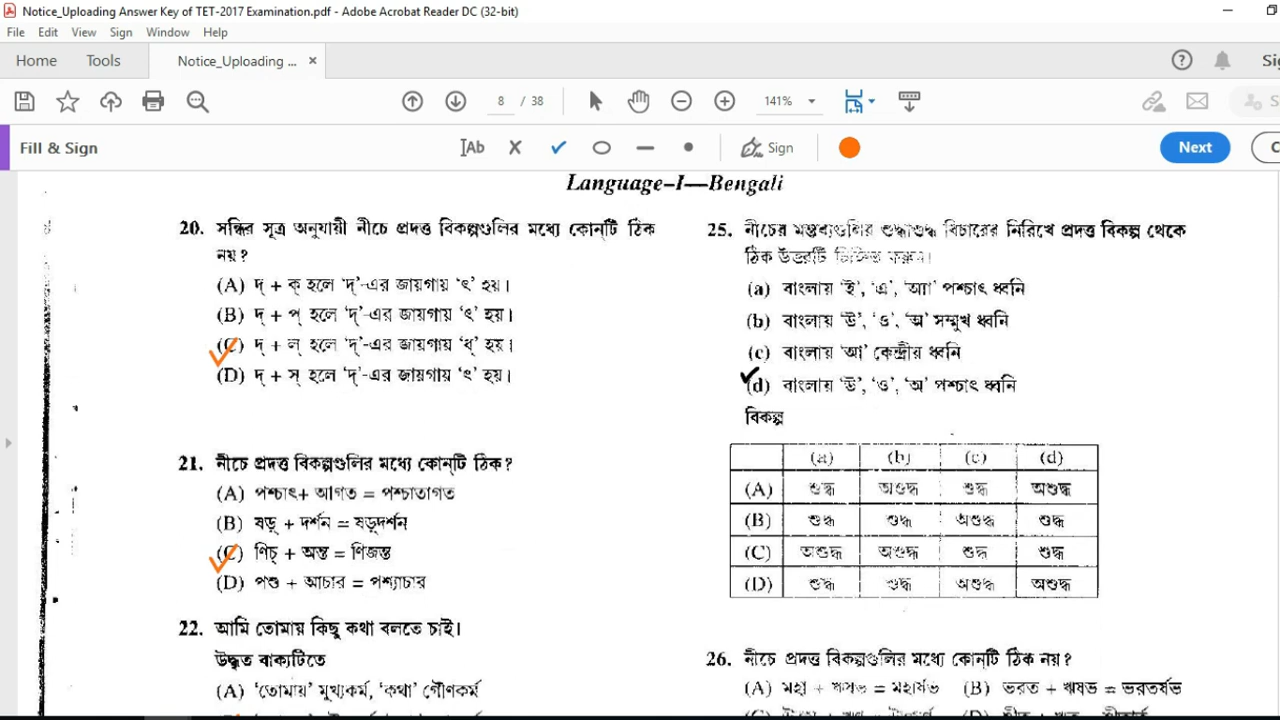 Notice_Uploading Answer Key of TET-2017 Examination.pdf - Adobe Acrobat Reader DC (32-bit)
File Edit View Sign Window Help
Home Tools Notice_Uploading ... ×
8 / 38 141%
Fill & Sign Sign Next
Language–I—Bengali
20. সন্ধির সূত্র অনুযায়ী নীচে প্রদত্ত বিকল্পগুলির মধ্যে কোন্‌টি ঠিক
নয়?
(A) দ্ + ক্ হলে ‘দ্’-এর জায়গায় ‘ৎ’ হয়।
(B) দ্ + প্ হলে ‘দ্’-এর জায়গায় ‘ৎ’ হয়।
(C) দ্ + ল্ হলে ‘দ্’-এর জায়গায় ‘ধ্’ হয়।
(D) দ্ + স্ হলে ‘দ্’-এর জায়গায় ‘ৎ’ হয়।
21. নীচে প্রদত্ত বিকল্পগুলির মধ্যে কোন্‌টি ঠিক?
(A) পশ্চাৎ+ আগত = পশ্চাতাগত
(B) ষড়্ + দর্শন = ষড়্‌দর্শন
(C) ণিচ্ + অন্ত = ণিজন্ত
(D) পশু + আচার = পশ্যাচার
22. আমি তোমায় কিছু কথা বলতে চাই।
উদ্ধৃত বাক্যটিতে
(A) ‘তোমায়’ মুখ্যকর্ম, ‘কথা’ গৌণকর্ম
25. নীচের মন্তব্যগুলির শুদ্ধাশুদ্ধ বিচারের নিরিখে প্রদত্ত বিকল্প থেকে
ঠিক উত্তরটি চিহ্নিত করুন।
(a) বাংলায় ‘ই’, ‘এ’, ‘অ্যা’ পশ্চাৎ ধ্বনি
(b) বাংলায় ‘উ’, ‘ও’, ‘অ’ সম্মুখ ধ্বনি
(c) বাংলায় ‘আ’ কেন্দ্রীয় ধ্বনি
(d) বাংলায় ‘উ’, ‘ও’, ‘অ’ পশ্চাৎ ধ্বনি
বিকল্প
(a) (b) (c) (d)
(A) শুদ্ধ অশুদ্ধ শুদ্ধ অশুদ্ধ
(B) শুদ্ধ শুদ্ধ অশুদ্ধ শুদ্ধ
(C) অশুদ্ধ অশুদ্ধ শুদ্ধ শুদ্ধ
(D) শুদ্ধ শুদ্ধ অশুদ্ধ অশুদ্ধ
26. নীচে প্রদত্ত বিকল্পগুলির মধ্যে কোন্‌টি ঠিক নয়?
(A) মহা + ঋষভ = মহার্ষভ (B) ভরত + ঋষভ = ভরতর্ষভ